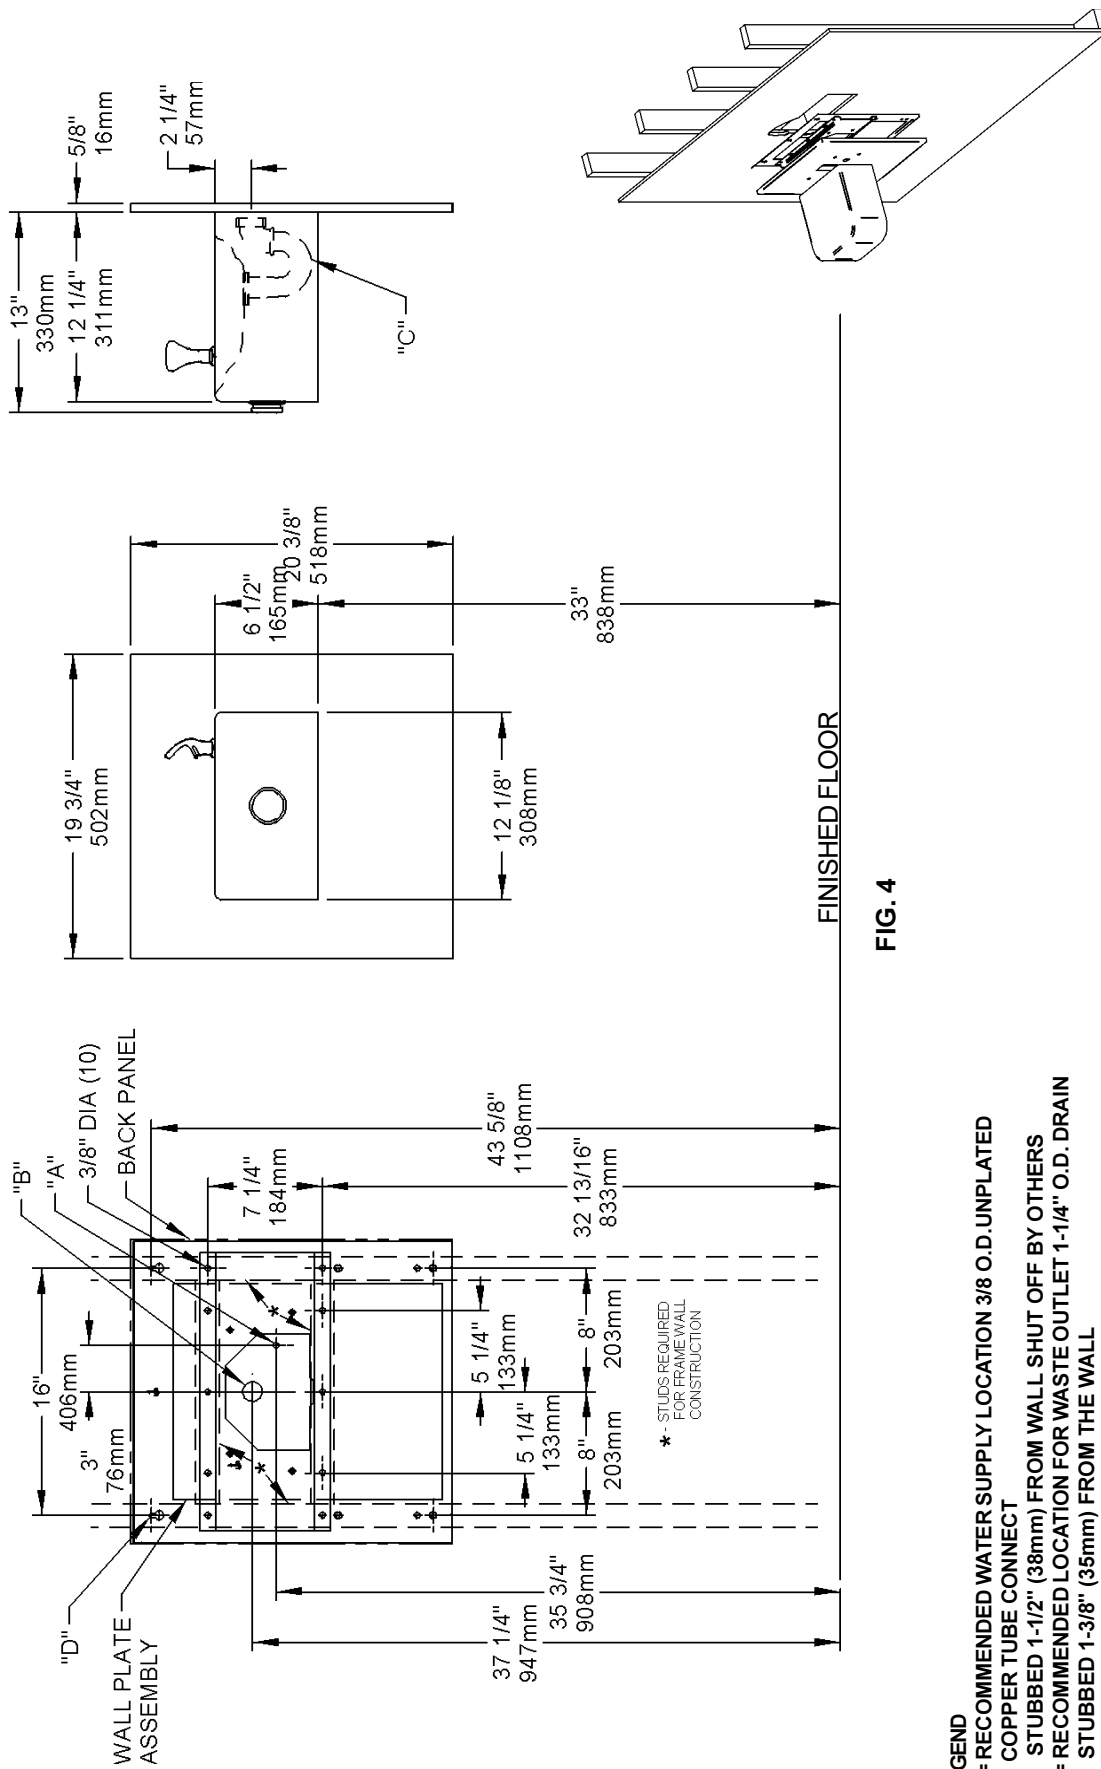 "D"
WALL PLATE
ASSEMBLY
"B"
"A"
3/8" DIA (10)
BACK PANEL
16"
406mm
3"
76mm
7 1/4"
184mm
43 5/8"
1108mm
32 13/16"
833mm
5 1/4"
133mm
5 1/4"
133mm
8"
203mm
8"
203mm
37 1/4"
947mm
35 3/4"
908mm
* - STUDS REQUIRED
FOR FRAME WALL
CONSTRUCTION
19 3/4"
502mm
6 1/2"
165mm
20 3/8"
518mm
12 1/8"
308mm
33"
838mm
13"
330mm
12 1/4"
311mm
5/8"
16mm
2 1/4"
57mm
"C"
FINISHED FLOOR
FIG. 4
GEND
= RECOMMENDED WATER SUPPLY LOCATION 3/8 O.D. UNPLATED
COPPER TUBE CONNECT
STUBBED 1-1/2" (38mm) FROM WALL SHUT OFF BY OTHERS
= RECOMMENDED LOCATION FOR WASTE OUTLET 1-1/4" O.D. DRAIN
STUBBED 1-3/8" (35mm) FROM THE WALL